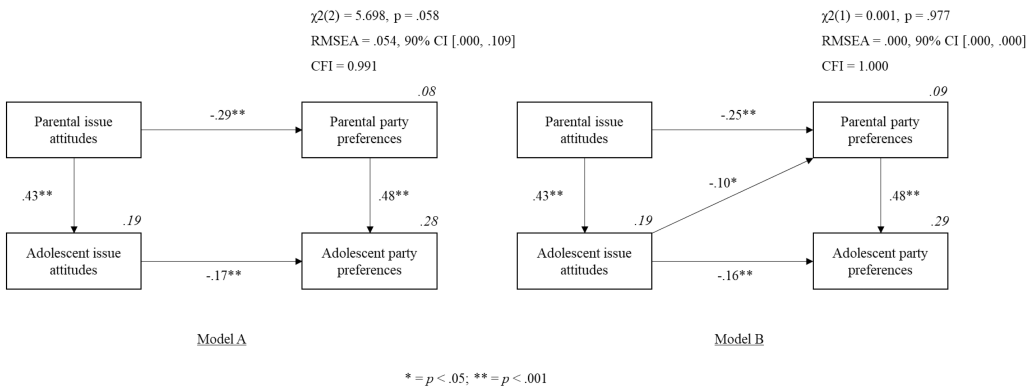 χ2(2) = 5.698, p = .058
RMSEA = .054, 90% CI [.000, .109]
CFI = 0.991
.08
Parental issue
attitudes
-.29**
Parental party
preferences
.43**
.48**
.19
.28
Adolescent issue
attitudes
-.17**
Adolescent party
preferences
Model A
χ2(1) = 0.001, p = .977
RMSEA = .000, 90% CI [.000, .000]
CFI = 1.000
.09
Parental issue
attitudes
-.25**
Parental party
preferences
-.10*
.43**
.48**
.19
.29
Adolescent issue
attitudes
-.16**
Adolescent party
preferences
Model B
* = p < .05; ** = p < .001